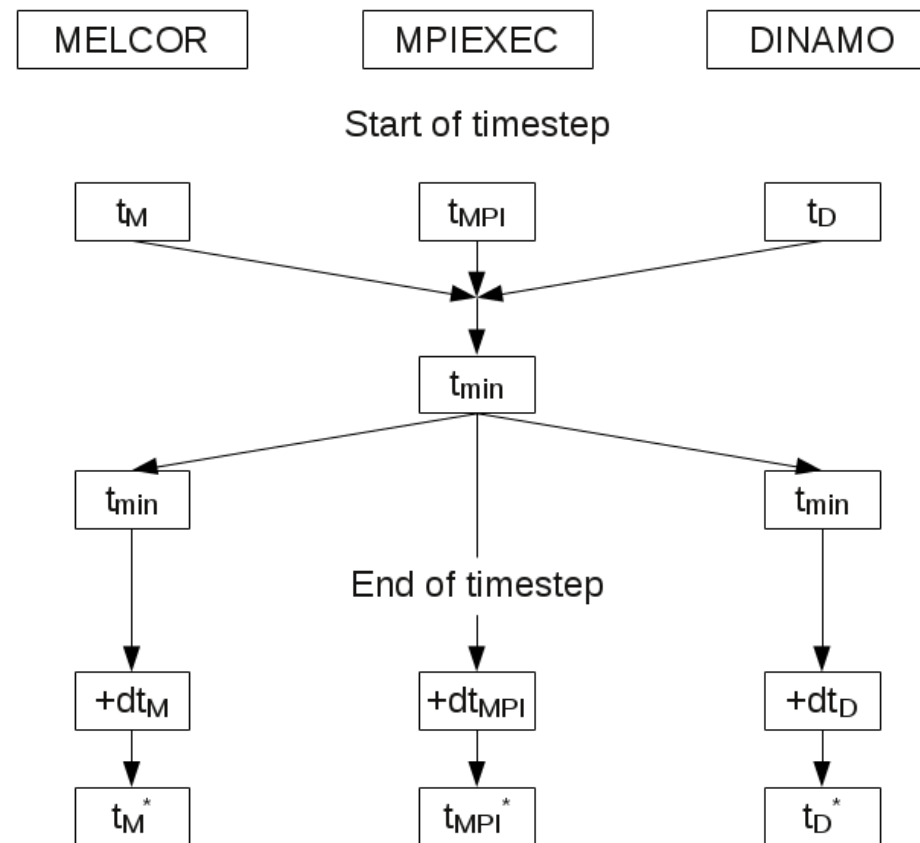 MELCOR MPIEXEC DINAMO
Start of timestep
tM tMPI tD
tmin
tmin tmin
End of timestep
+dtM +dtMPI +dtD
tM* tMPI* tD*